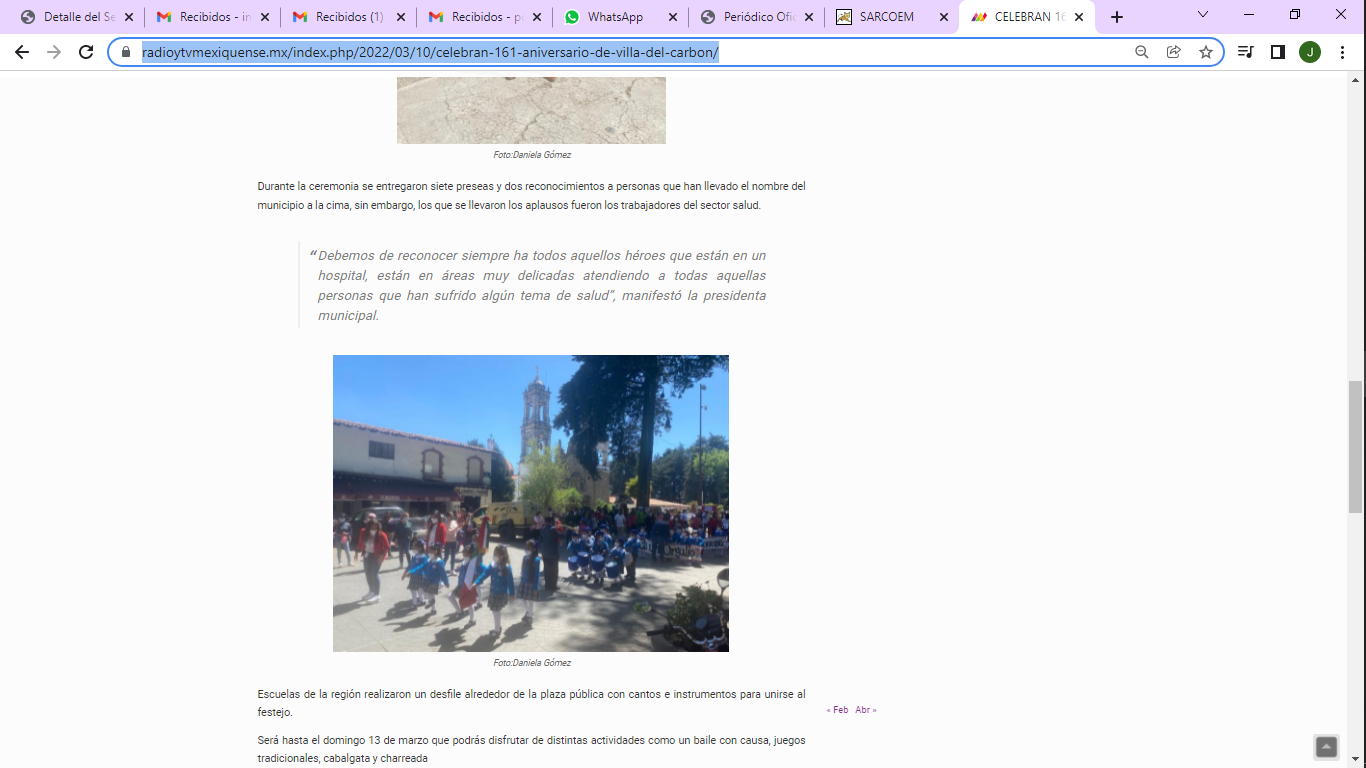 Detalle del Se
Recibidos - in
Recibidos (1)
Recibidos - po
WhatsApp
Periódico Ofic
SARCOEM
CELEBRAN 16
radioytvmexiquense.mx/index.php/2022/03/10/celebran-161-aniversario-de-villa-del-carbon/
J
Foto:Daniela Gómez
Durante la ceremonia se entregaron siete preseas y dos reconocimientos a personas que han llevado el nombre del
municipio a la cima, sin embargo, los que se llevaron los aplausos fueron los trabajadores del sector salud.
“Debemos de reconocer siempre ha todos aquellos héroes que están en un
hospital, están en áreas muy delicadas atendiendo a todas aquellas
personas que han sufrido algún tema de salud”, manifestó la presidenta
municipal.
Orgullo
Foto:Daniela Gómez
Escuelas de la región realizaron un desfile alrededor de la plaza pública con cantos e instrumentos para unirse al
festejo.
« Feb Abr »
Será hasta el domingo 13 de marzo que podrás disfrutar de distintas actividades como un baile con causa, juegos
tradicionales, cabalgata y charreada